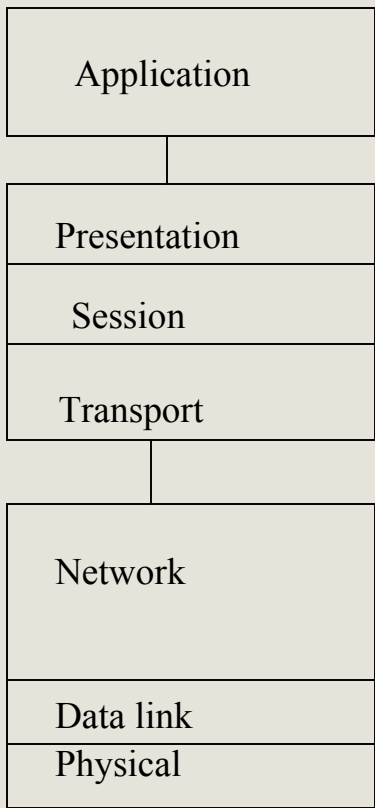 Application
Presentation
Session
Transport
Network
Data link
Physical